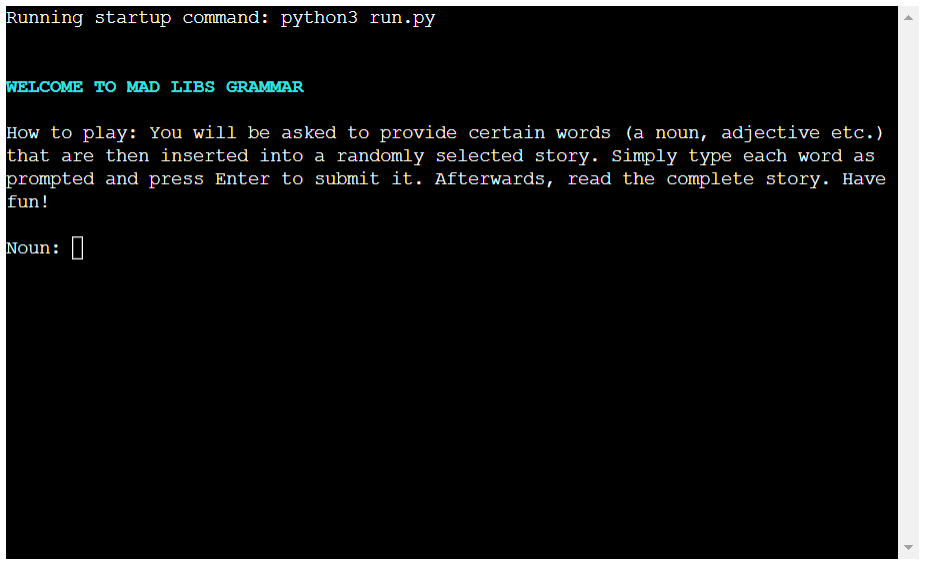 Running startup command: python3 run.py
WELCOME TO MAD LIBS GRAMMAR
How to play: You will be asked to provide certain words (a noun, adjective etc.)
that are then inserted into a randomly selected story. Simply type each word as
prompted and press Enter to submit it. Afterwards, read the complete story. Have
fun!
Noun: